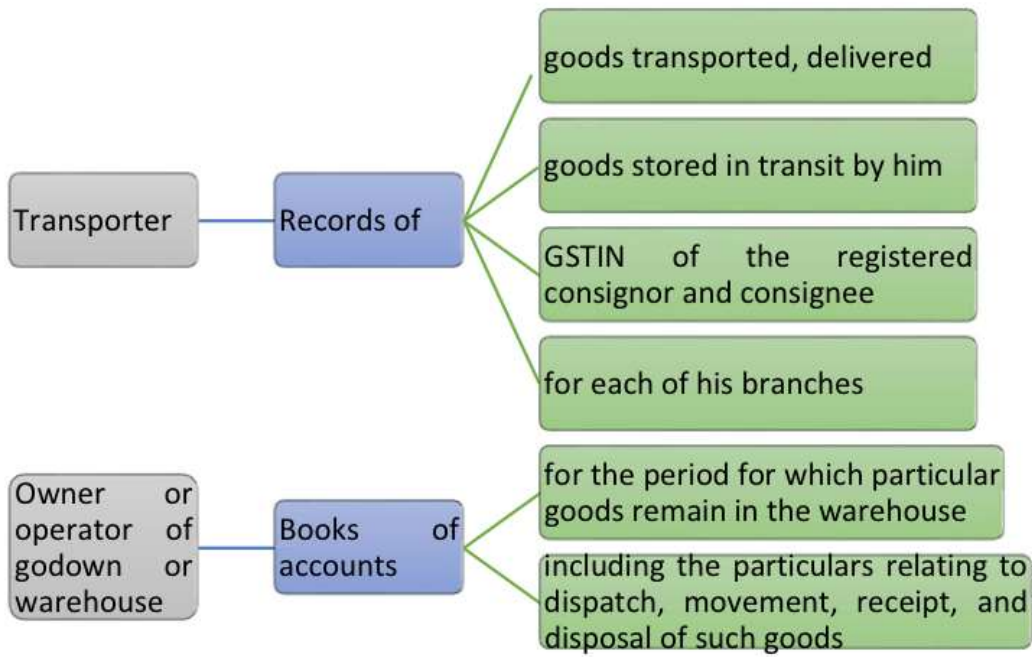 Transporter
Records of
goods transported, delivered
goods stored in transit by him
GSTIN of the registered
consignor and consignee
for each of his branches
Owner or
operator of
godown or
warehouse
Books of
accounts
for the period for which particular
goods remain in the warehouse
including the particulars relating to
dispatch, movement, receipt, and
disposal of such goods